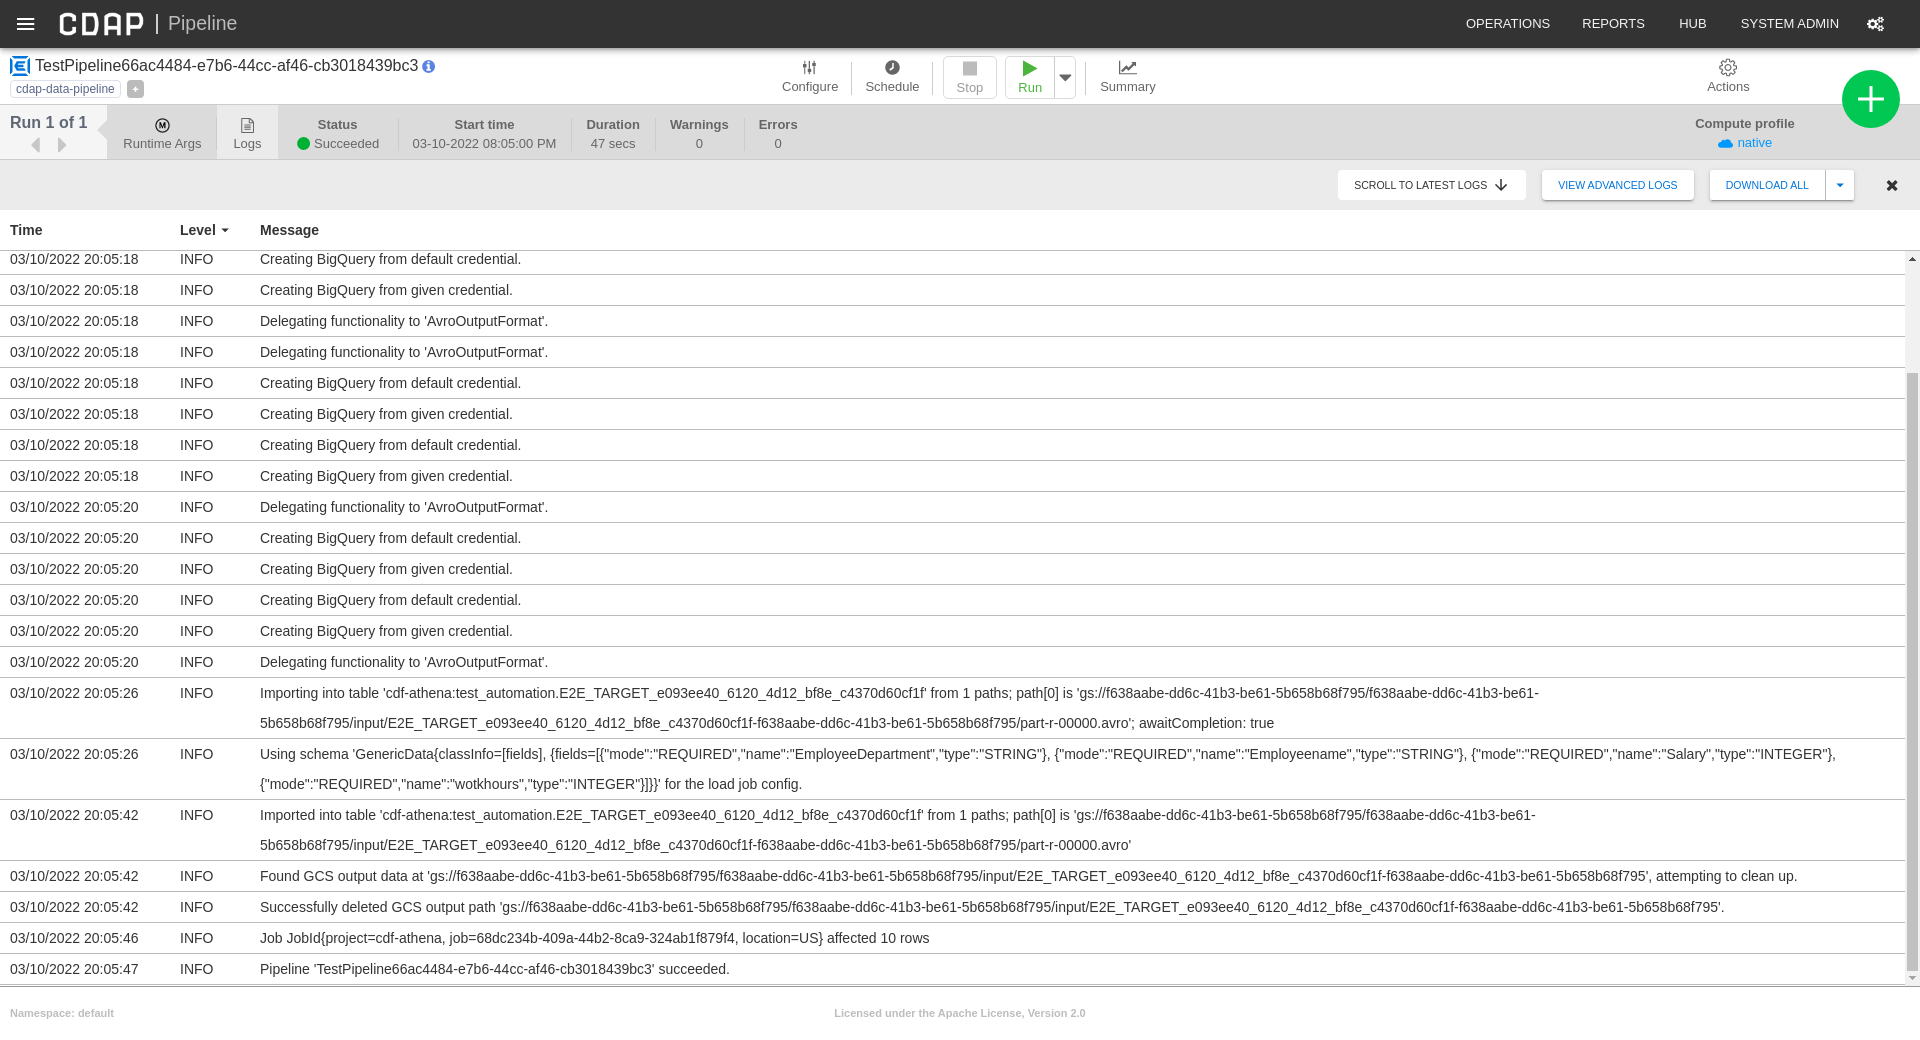 CDAP | Pipeline
OPERATIONS REPORTS HUB SYSTEM ADMIN
TestPipeline66ac4484-e7b6-44cc-af46-cb3018439bc3
cdap-data-pipeline +
Configure Schedule Stop Run Summary Actions
Run 1 of 1
Runtime Args
Logs
Status
Succeeded
Start time
03-10-2022 08:05:00 PM
Duration
47 secs
Warnings
0
Errors
0
Compute profile
native
SCROLL TO LATEST LOGS VIEW ADVANCED LOGS DOWNLOAD ALL
Time Level Message
03/10/2022 20:05:18 INFO Creating BigQuery from default credential.
03/10/2022 20:05:18 INFO Creating BigQuery from given credential.
03/10/2022 20:05:18 INFO Delegating functionality to 'AvroOutputFormat'.
03/10/2022 20:05:18 INFO Delegating functionality to 'AvroOutputFormat'.
03/10/2022 20:05:18 INFO Creating BigQuery from default credential.
03/10/2022 20:05:18 INFO Creating BigQuery from given credential.
03/10/2022 20:05:18 INFO Creating BigQuery from default credential.
03/10/2022 20:05:18 INFO Creating BigQuery from given credential.
03/10/2022 20:05:20 INFO Delegating functionality to 'AvroOutputFormat'.
03/10/2022 20:05:20 INFO Creating BigQuery from default credential.
03/10/2022 20:05:20 INFO Creating BigQuery from given credential.
03/10/2022 20:05:20 INFO Creating BigQuery from default credential.
03/10/2022 20:05:20 INFO Creating BigQuery from given credential.
03/10/2022 20:05:20 INFO Delegating functionality to 'AvroOutputFormat'.
03/10/2022 20:05:26 INFO Importing into table 'cdf-athena:test_automation.E2E_TARGET_e093ee40_6120_4d12_bf8e_c4370d60cf1f' from 1 paths; path[0] is 'gs://f638aabe-dd6c-41b3-be61-5b658b68f795/f638aabe-dd6c-41b3-be61-
5b658b68f795/input/E2E_TARGET_e093ee40_6120_4d12_bf8e_c4370d60cf1f-f638aabe-dd6c-41b3-be61-5b658b68f795/part-r-00000.avro'; awaitCompletion: true
03/10/2022 20:05:26 INFO Using schema 'GenericData{classInfo=[fields], {fields=[{"mode":"REQUIRED","name":"EmployeeDepartment","type":"STRING"}, {"mode":"REQUIRED","name":"Employeename","type":"STRING"}, {"mode":"REQUIRED","name":"Salary","type":"INTEGER"},
{"mode":"REQUIRED","name":"wotkhours","type":"INTEGER"}]}}' for the load job config.
03/10/2022 20:05:42 INFO Imported into table 'cdf-athena:test_automation.E2E_TARGET_e093ee40_6120_4d12_bf8e_c4370d60cf1f' from 1 paths; path[0] is 'gs://f638aabe-dd6c-41b3-be61-5b658b68f795/f638aabe-dd6c-41b3-be61-
5b658b68f795/input/E2E_TARGET_e093ee40_6120_4d12_bf8e_c4370d60cf1f-f638aabe-dd6c-41b3-be61-5b658b68f795/part-r-00000.avro'
03/10/2022 20:05:42 INFO Found GCS output data at 'gs://f638aabe-dd6c-41b3-be61-5b658b68f795/f638aabe-dd6c-41b3-be61-5b658b68f795/input/E2E_TARGET_e093ee40_6120_4d12_bf8e_c4370d60cf1f-f638aabe-dd6c-41b3-be61-5b658b68f795', attempting to clean up.
03/10/2022 20:05:42 INFO Successfully deleted GCS output path 'gs://f638aabe-dd6c-41b3-be61-5b658b68f795/f638aabe-dd6c-41b3-be61-5b658b68f795/input/E2E_TARGET_e093ee40_6120_4d12_bf8e_c4370d60cf1f-f638aabe-dd6c-41b3-be61-5b658b68f795'.
03/10/2022 20:05:46 INFO Job JobId{project=cdf-athena, job=68dc234b-409a-44b2-8ca9-324ab1f879f4, location=US} affected 10 rows
03/10/2022 20:05:47 INFO Pipeline 'TestPipeline66ac4484-e7b6-44cc-af46-cb3018439bc3' succeeded.
Namespace: default Licensed under the Apache License, Version 2.0